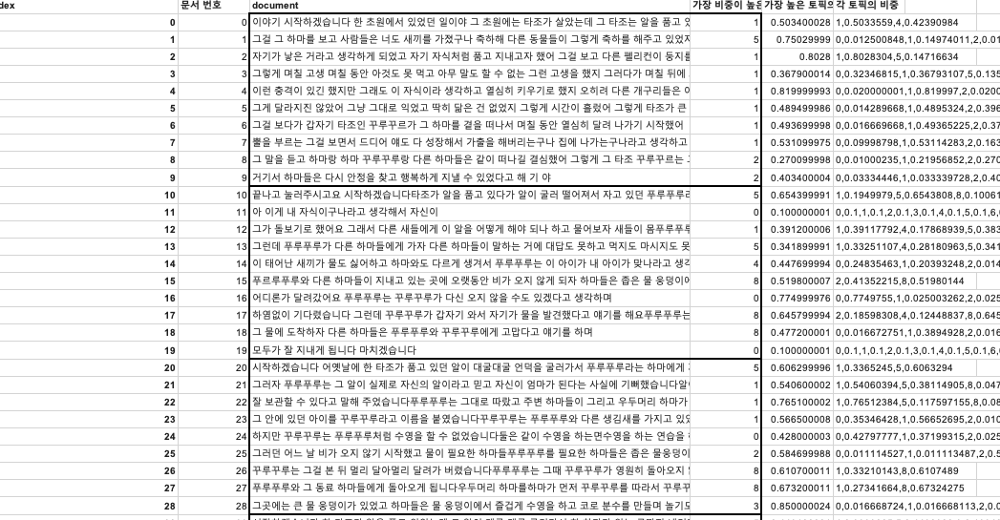 dex 문서 번호 document 가장 비중이 높은 가장 높은 토픽의 각 토픽의 비중
0 0 이야기 시작하겠습니다 한 초원에서 있었던 일이야 그 초원에는 타조가 살았는데 그 타조는 알을 품고 있 1 0.503400028 1,0.5033559,4,0.42390984
1 1 걸그 하마를 보고 사람들은 너도 새끼를 가졌구나 축하해 다른 동물들이 그렇게 축하를 해주고 있었지 5 0.75029999 0,0.012500848,1,0.14974011,2,0.01
2 2 자기가 낳은 거라고 생각하게 되었고 자기 자식처럼 품고 지내고자 했어 그걸 보고 다른 펠리컨이 둥지를 1 0.8028 1,0.8028304,5,0.14716634
3 3 그렇게 며칠 고생 며칠 동안 아것도 못 먹고 아무 말도 할 수 없는 그런 고생을 했지 그러다가 며칠 뒤에 1 0.367900014 0,0.32346815,1,0.36793107,5,0.135
4 4 이런 충격이 있긴 했지만 그래도 이 자식이라 생각하고 열심히 키우기로 했지 오히려 다른 개구리들은 1 0.819999993 0,0.020000001,1,0.819997,2,0.0200
5 5 그게 달라지진 않았어 그냥 그대로 있었고 딱히 닮은 건 없었지 그렇게 시간이 흘렀어 그렇게 타조가 큰 1 0.489499986 0,0.014289668,1,0.4895324,2,0.396
6 6 그걸 보다가 갑자기 타조인 꾸루꾸르가 그 하마를 곁을 떠나서 며칠 동안 열심히 달려 나가기 시작했어 1 0.493699998 0,0.016669668,1,0.49365225,2,0.37
7 7 뿔을 부르는 그걸 보면서 드디어 얘도 다 성장해서 가출을 해버리는구나 집에 나가는구나라고 생각하고 1 0.531099975 0,0.09998798,1,0.53114283,2,0.163
8 8 그 말을 듣고 하마랑 하마 꾸루꾸루랑 다른 하마들은 같이 떠나길 결심했어 그렇게 그 타조 꾸루꾸르는 2 0.270099998 0,0.01000235,1,0.21956852,2,0.270
9 9 거기서 하마들은 다시 안정을 찾고 행복하게 지낼 수 있었다고 해 기 야 2 0.403400004 0,0.03334446,1,0.033339728,2,0.40
10 10 끝나고 눌러주시고요 시작하겠습니다타조가 알을 품고 있다가 알이 굴러 떨어져서 자고 있던 푸루푸루라 5 0.654399991 1,0.1949979,5,0.6543808,8,0.10061
11 11 아 이게 내 자식이구나라고 생각해서 자신이 0 0.100000001 0,0.1,1,0.1,2,0.1,3,0.1,4,0.1,5,0.1,6,0
12 12 그가 돌보기로 했어요 그래서 다른 새들에게 이 알을 어떻게 해야 되나 하고 물어보자 새들이 몸푸루푸루 1 0.391200006 1,0.39117792,4,0.17868939,5,0.383
13 13 그런데 푸루푸루가 다른 하마들에게 가자 다른 하마들이 말하는 거에 대답도 못하고 먹지도 마시지도 못 5 0.341899991 1,0.33251107,4,0.28180963,5,0.341
14 14 이 태어난 새끼가 물도 싫어하고 하마와도 다르게 생겨서 푸루푸루는 이 아이가 내 아이가 맞나라고 생각 4 0.447699994 0,0.24835463,1,0.20393248,2,0.014
15 15 푸르루푸루와 다른 하마들이 지내고 있는 곳에 오랫동안 비가 오지 않게 되자 하마들은 좁은 물 웅덩이에 8 0.519800007 2,0.41352215,8,0.51980144
16 16 어디론가 달려갔어요 푸루푸루는 꾸루꾸루가 다신 오지 않을 수도 있겠다고 생각하며 0 0.774999976 0,0.7749755,1,0.025003262,2,0.025
17 17 하염없이 기다렸습니다 그런데 꾸루꾸루가 갑자기 와서 자기가 물을 발견했다고 얘기를 해요푸루푸루는 8 0.645799994 2,0.18598308,4,0.12448837,8,0.645
18 18 그 물에 도착하자 다른 하마들은 푸루푸루와 꾸루꾸루에게 고맙다고 얘기를 하며 8 0.477200001 0,0.016672751,1,0.3894928,2,0.016
19 19 모두가 잘 지내게 됩니다 마치겠습니다 0 0.100000001 0,0.1,1,0.1,2,0.1,3,0.1,4,0.1,5,0.1,6,0
20 20 시작하겠습니다 어옛날에 한 타조가 품고 있던 알이 대굴대굴 언덕을 굴러가서 푸루푸루라는 하마에게 5 0.606299996 1,0.3365245,5,0.6063294
21 21 그러자 푸루푸루는 그 알이 실제로 자신의 알이라고 믿고 자신이 엄마가 된다는 사실에 기뻐했습니다알이 1 0.540600002 1,0.54060394,5,0.38114905,8,0.047
22 22 잘 보관할 수 있다고 말해 주었습니다푸루푸루는 그대로 따랐고 주변 하마들이 그리고 우두머리 하마가 1 0.765100002 1,0.76512384,5,0.117597155,8,0.08
23 23 그 안에 있던 아이를 꾸루꾸루라고 이름을 붙였습니다꾸루꾸루는 푸루푸루와 다른 생김새를 가지고 있었 1 0.566500008 0,0.35346428,1,0.56652695,2,0.010
24 24 하지만 꾸루꾸루는 푸루푸루처럼 수영을 할 수 없었습니다둘은 같이 수영을 하는면수영을 하는 연습을 0 0.428000003 0,0.42797777,1,0.37199315,2,0.025
25 25 그러던 어느 날 비가 오지 않기 시작했고 물이 필요한 하마들푸루푸루를 필요한 하마들은 좁은 물웅덩이 2 0.584699988 0,0.011114527,1,0.011113487,2,0.5
26 26 꾸루꾸루는 그걸 본 뒤 멀리 달아멀리 달려가 버렸습니다푸루푸루는 그때 꾸루꾸루가 영원히 돌아오지 8 0.610700011 1,0.33210143,8,0.6107489
27 27 푸루푸루와 그 동료 하마들에게 돌아오게 됩니다우두머리 하마를하마가 먼저 꾸루꾸루를 따라서 꾸루꾸 8 0.673200011 1,0.27341664,8,0.67324275
28 28 그곳에는 큰 물 웅덩이가 있었고 하마들은 물 웅덩이에서 즐겁게 수영을 하고 코로 분수를 만들며 놀기도 3 0.850000024 0,0.016668724,1,0.016668113,2,0.0